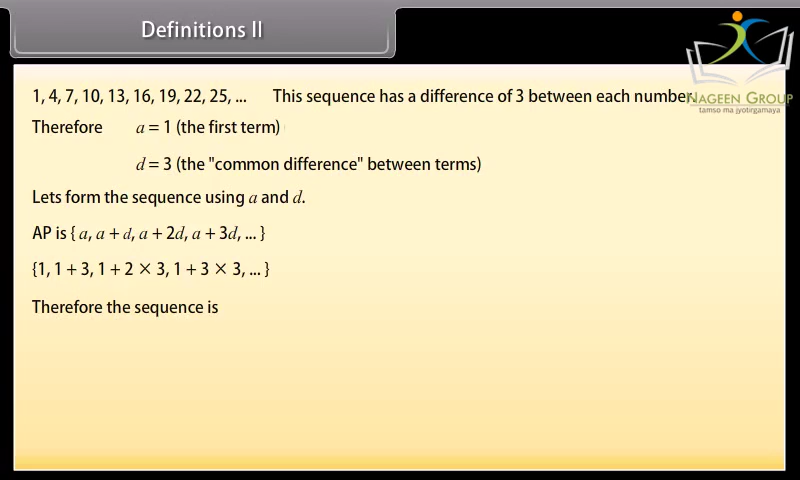 Definitions II
NAGEEN GROUP
tamso ma jyotirgamaya
1, 4, 7, 10, 13, 16, 19, 22, 25, ... This sequence has a difference of 3 between each number.
Therefore a = 1 (the first term)
d = 3 (the "common difference" between terms)
Lets form the sequence using a and d.
AP is { a, a + d, a + 2d, a + 3d, ... }
{1, 1 + 3, 1 + 2 × 3, 1 + 3 × 3, ... }
Therefore the sequence is